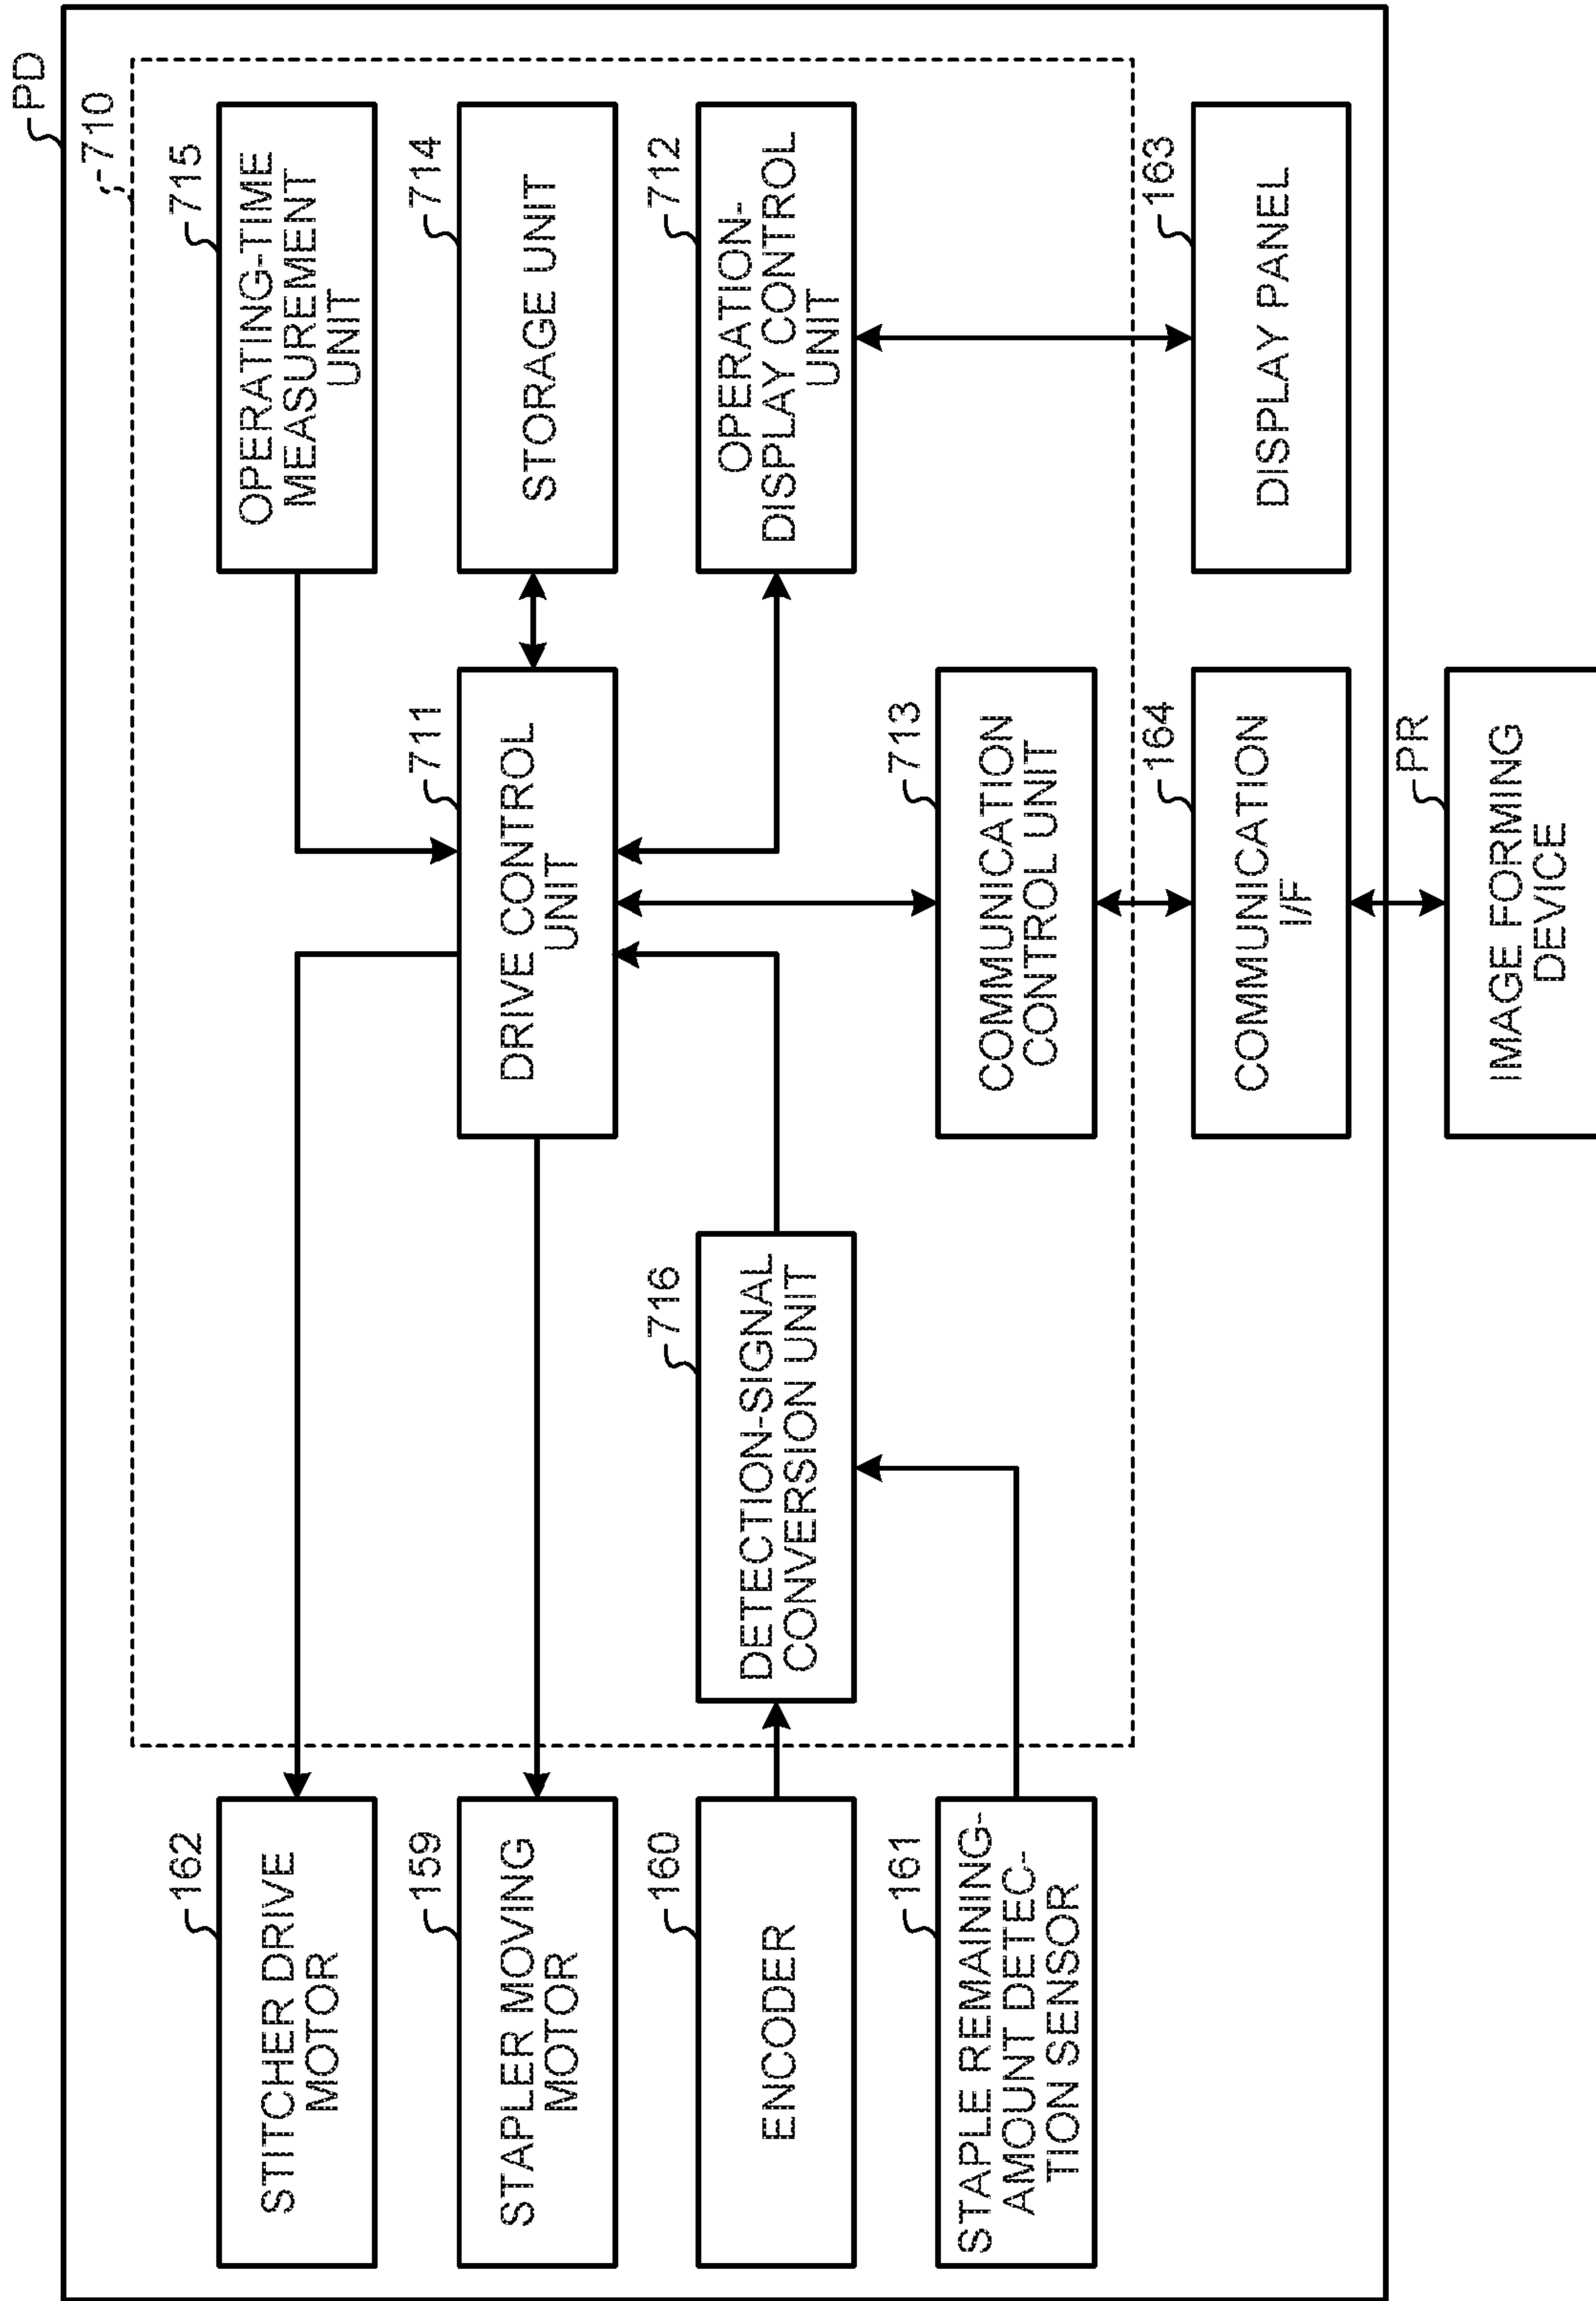 PD
710
162
STITCHER DRIVE
MOTOR
159
STAPLER MOVING
MOTOR
160
ENCODER
161
STAPLE REMAINING-
AMOUNT DETEC-
TION SENSOR
716
DETECTION-SIGNAL
CONVERSION UNIT
711
DRIVE CONTROL
UNIT
713
COMMUNICATION
CONTROL UNIT
164
COMMUNICATION
I/F
PR
IMAGE FORMING
DEVICE
715
OPERATING-TIME
MEASUREMENT
UNIT
714
STORAGE UNIT
712
OPERATION-
DISPLAY CONTROL
UNIT
163
DISPLAY PANEL